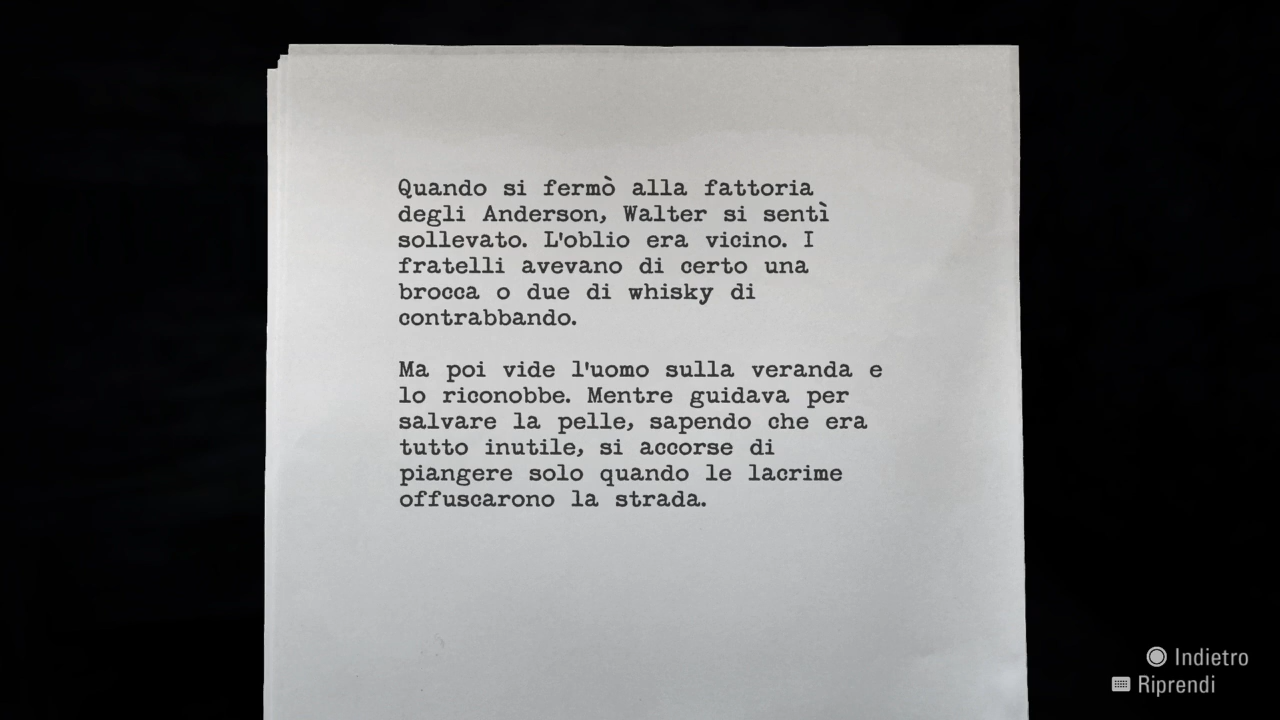 Quando si fermò alla fattoria
degli Anderson, Walter si sentì
sollevato. L'oblio era vicino. I
fratelli avevano di certo una
brocca o due di whisky di
contrabbando.
Ma poi vide l'uomo sulla veranda e
lo riconobbe. Mentre guidava per
salvare la pelle, sapendo che era
tutto inutile, si accorse di
piangere solo quando le lacrime
offuscarono la strada.
Indietro
Riprendi